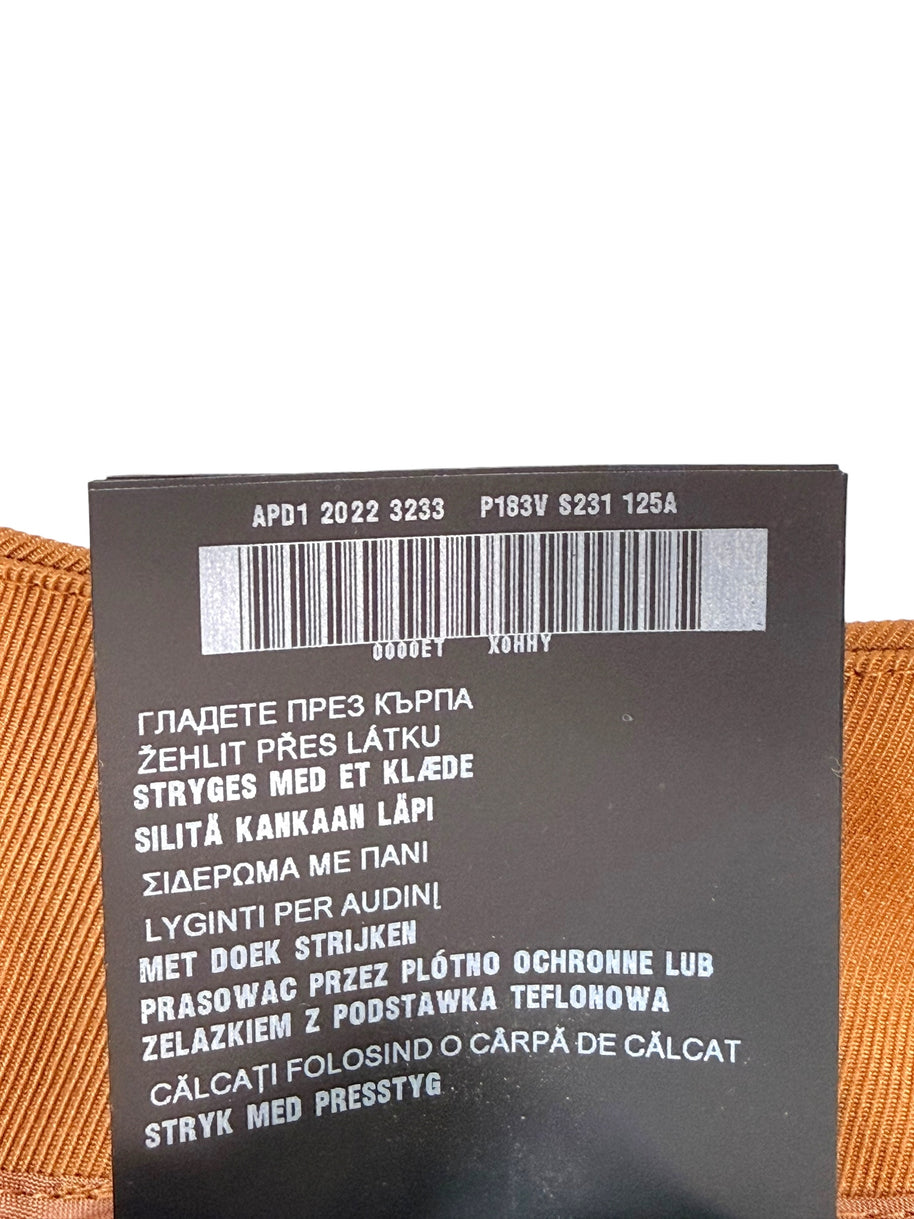 APD1 2022 3233 P183V S231 125A
0000ET XOHHY
ГЛАДЕТЕ ПРЕЗ КЪРПА
ŽEHLIT PŘES LÁTKU
STRYGES MED ET KLÆDE
SILITÄ KANKAAN LÄPI
ΣΙΔΕΡΩΜΑ ΜΕ ΠΑΝΙ
LYGINTI PER AUDINĮ
MET DOEK STRIJKEN
PRASOWAC PRZEZ PLÓTNO OCHRONNE LUB
ZELAZKIEM Z PODSTAWKA TEFLONOWA
CĂLCAȚI FOLOSIND O CÂRPĂ DE CĂLCAT
STRYK MED PRESSTYG